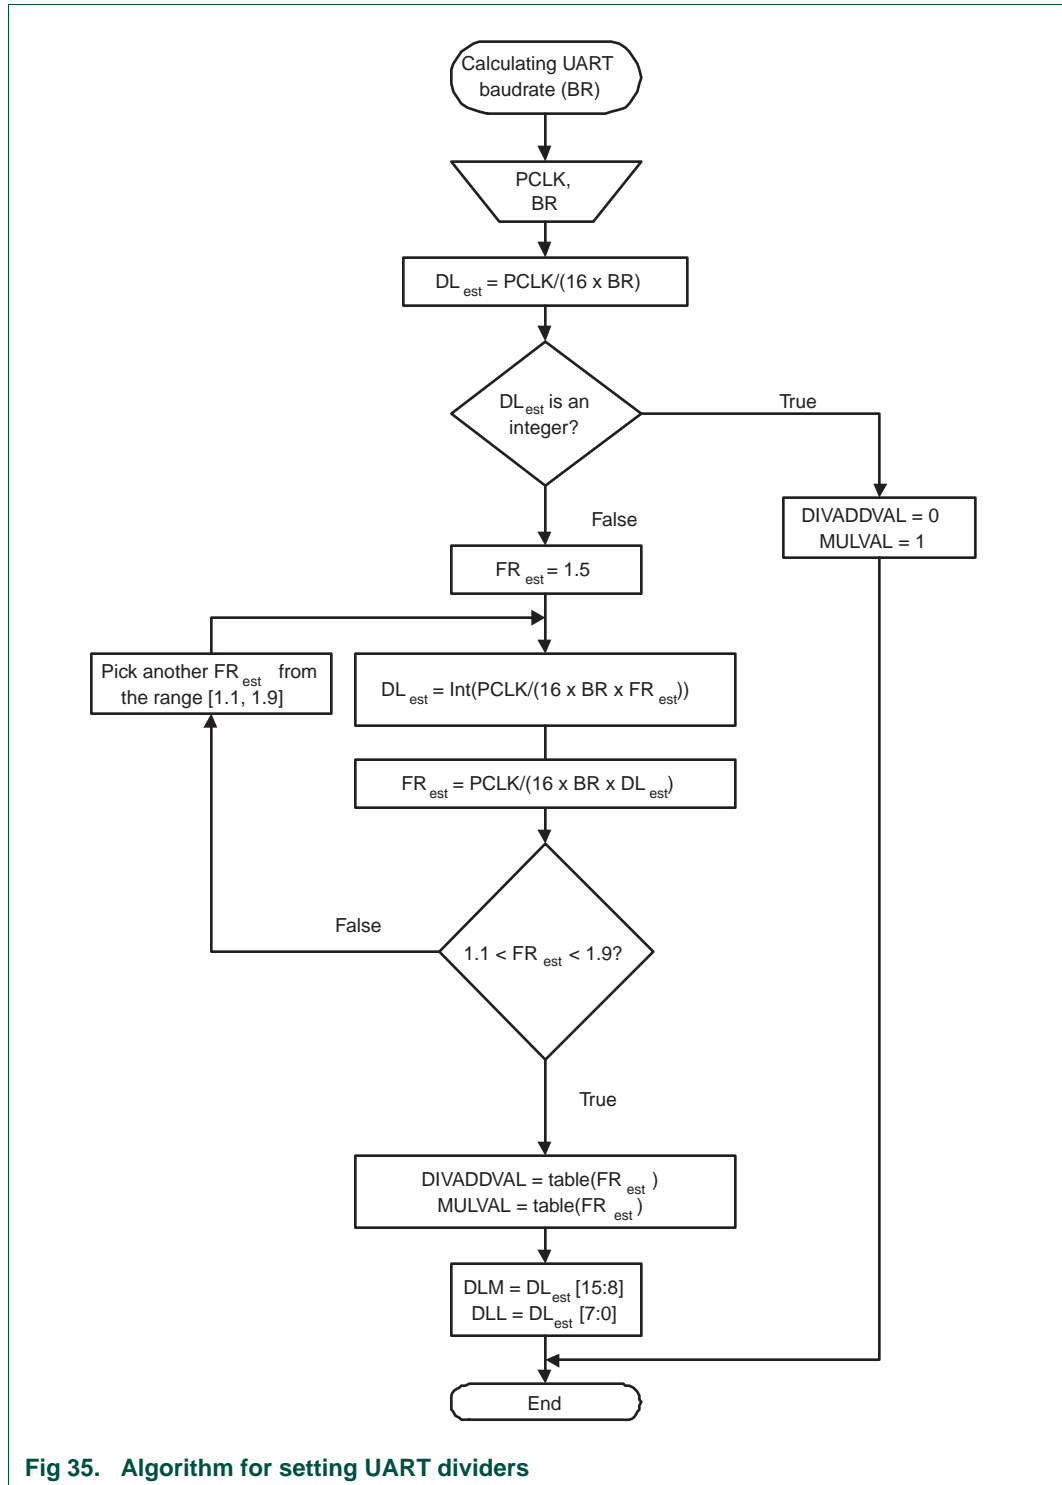 Calculating UART
baudrate (BR)
PCLK,
BR
DL est = PCLK/(16 x BR)
DL est is an
integer?
True
False
DIVADDVAL = 0
MULVAL = 1
FR est = 1.5
Pick another FR est from
the range [1.1, 1.9]
DL est = Int(PCLK/(16 x BR x FR est))
FR est = PCLK/(16 x BR x DL est)
False
1.1 < FR est < 1.9?
True
DIVADDVAL = table(FR est )
MULVAL = table(FR est )
DLM = DL est [15:8]
DLL = DL est [7:0]
End
Fig 35. Algorithm for setting UART dividers